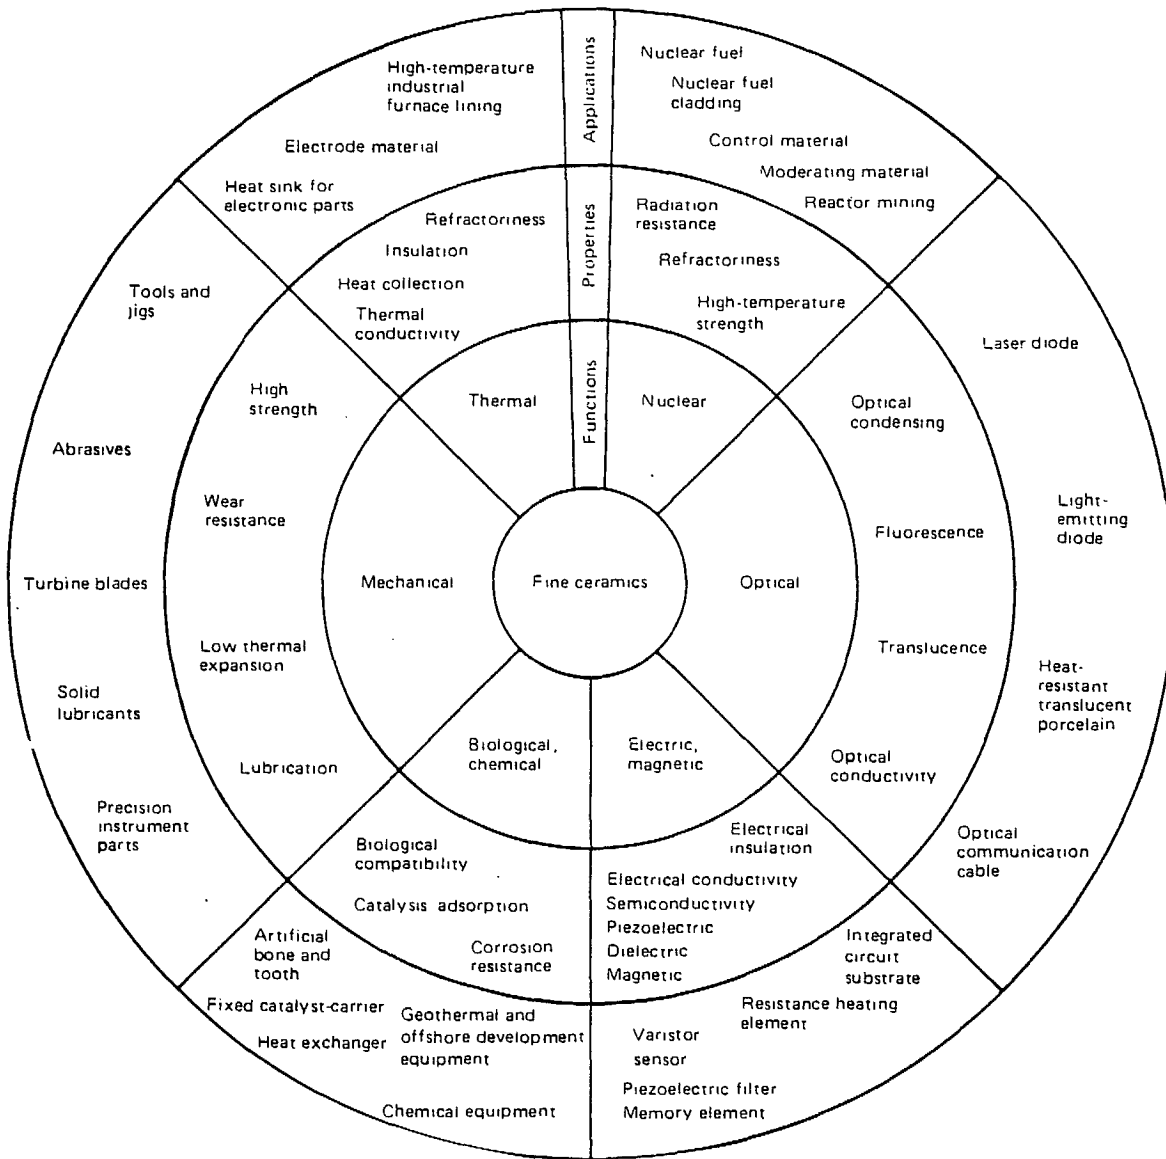 Applications
Properties
Functions
Fine ceramics
Thermal
Refractoriness
Insulation
Heat collection
Thermal
conductivity
High-temperature
industrial
furnace lining
Electrode material
Heat sink for
electronic parts
Nuclear
Radiation
resistance
Refractoriness
High-temperature
strength
Nuclear fuel
Nuclear fuel
cladding
Control material
Moderating material
Reactor mining
Optical
Optical
condensing
Fluorescence
Translucence
Optical
conductivity
Laser diode
Light-
emitting
diode
Heat-
resistant
translucent
porcelain
Optical
communication
cable
Electric,
magnetic
Electrical
insulation
Electrical conductivity
Semiconductivity
Piezoelectric
Dielectric
Magnetic
Integrated
circuit
substrate
Resistance heating
element
Varistor
sensor
Piezoelectric filter
Memory element
Biological,
chemical
Biological
compatibility
Catalysis adsorption
Corrosion
resistance
Artificial
bone and
tooth
Fixed catalyst-carrier
Heat exchanger
Geothermal and
offshore development
equipment
Chemical equipment
Mechanical
High
strength
Wear
resistance
Low thermal
expansion
Lubrication
Tools and
jigs
Abrasives
Turbine blades
Solid
lubricants
Precision
instrument
parts